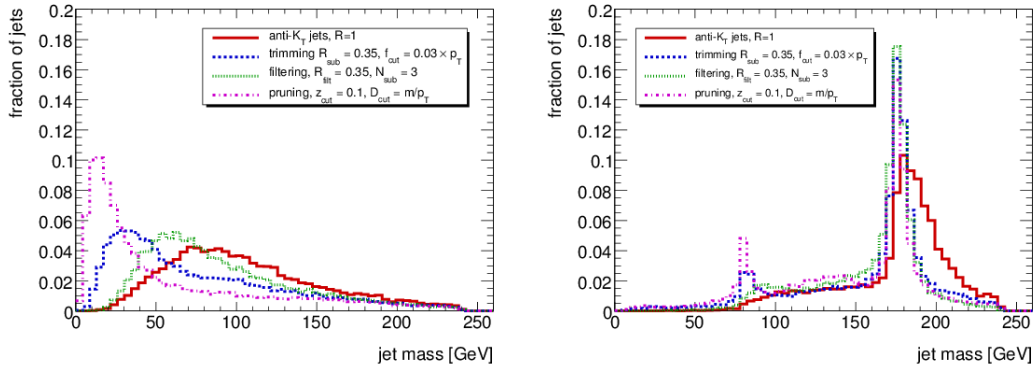 fraction of jets
0.2
0.18
0.16
0.14
0.12
0.1
0.08
0.06
0.04
0.02
0
anti-K_T jets, R=1
trimming R_sub = 0.35, f_cut = 0.03 × p_T
filtering, R_filt = 0.35, N_sub = 3
pruning, z_cut = 0.1, D_cut = m/p_T
0 50 100 150 200 250
jet mass [GeV]
fraction of jets
0.2
0.18
0.16
0.14
0.12
0.1
0.08
0.06
0.04
0.02
0
anti-K_T jets, R=1
trimming R_sub = 0.35, f_cut = 0.03 × p_T
filtering, R_filt = 0.35, N_sub = 3
pruning, z_cut = 0.1, D_cut = m/p_T
0 50 100 150 200 250
jet mass [GeV]